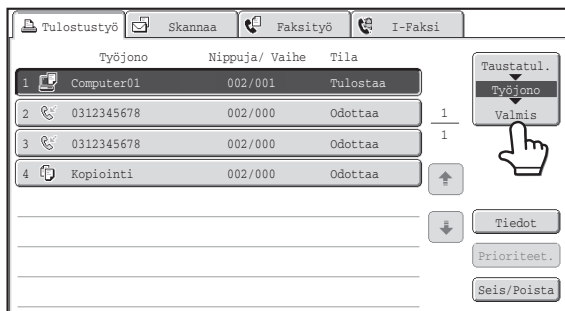 Tulostustyö Skannaa Faksityö I-Faksi
Työjono Nippuja/ Vaihe Tila
1 Computer01 002/001 Tulostaa
2 0312345678 002/000 Odottaa
3 0312345678 002/000 Odottaa
4 Kopiointi 002/000 Odottaa
1
1
Taustatul.
Työjono
Valmis
Tiedot
Prioriteet.
Seis/Poista